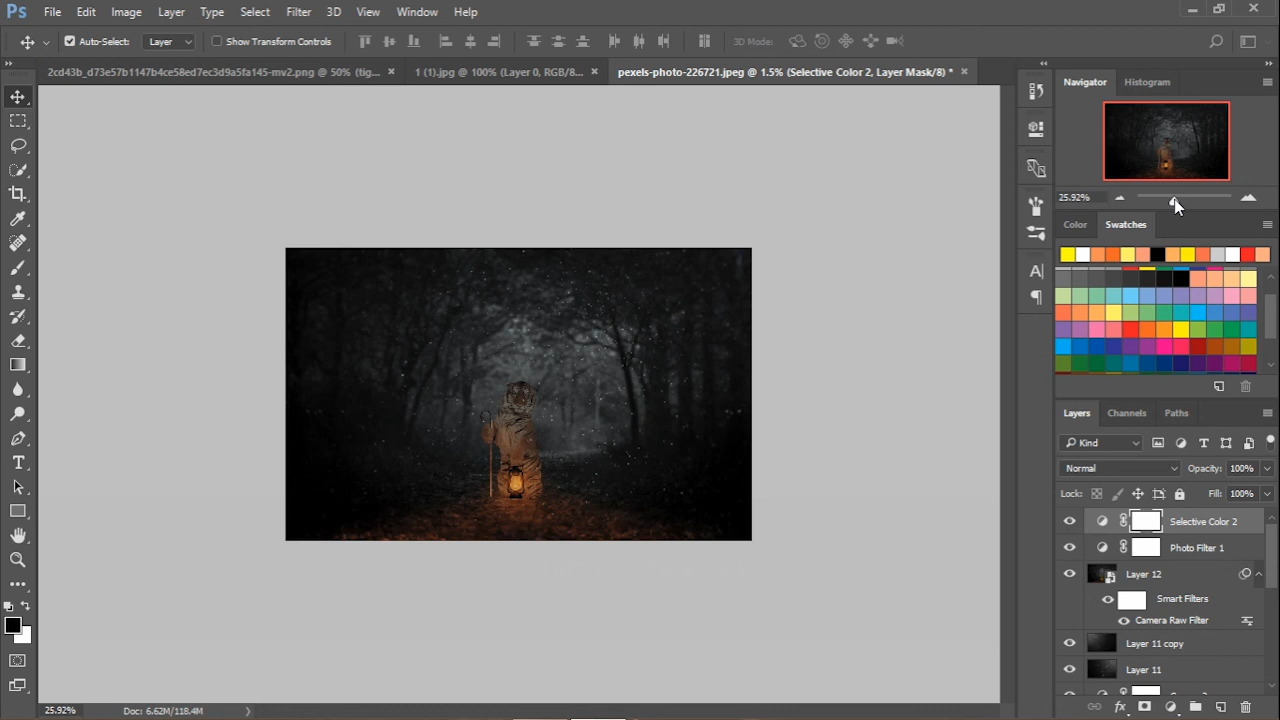 Ps File Edit Image Layer Type Select Filter 3D View Window Help
Auto-Select: Layer Show Transform Controls 3D Mode:
2cd43b_d73e57b1147b4ce58ed7ec3d9a5fa145-mv2.png @ 50% (tig... × 1 (1).jpg @ 100% (Layer 0, RGB/8... × pexels-photo-226721.jpeg @ 1.5% (Selective Color 2, Layer Mask/8) * ×
Navigator Histogram
25.92%
Color Swatches
A
Layers Channels Paths
Kind T
Normal Opacity: 100%
Lock: Fill: 100%
Selective Color 2
Photo Filter 1
Layer 12
Smart Filters
Camera Raw Filter
Layer 11 copy
Layer 11
T
fx
25.92% Doc: 6.62M/118.4M